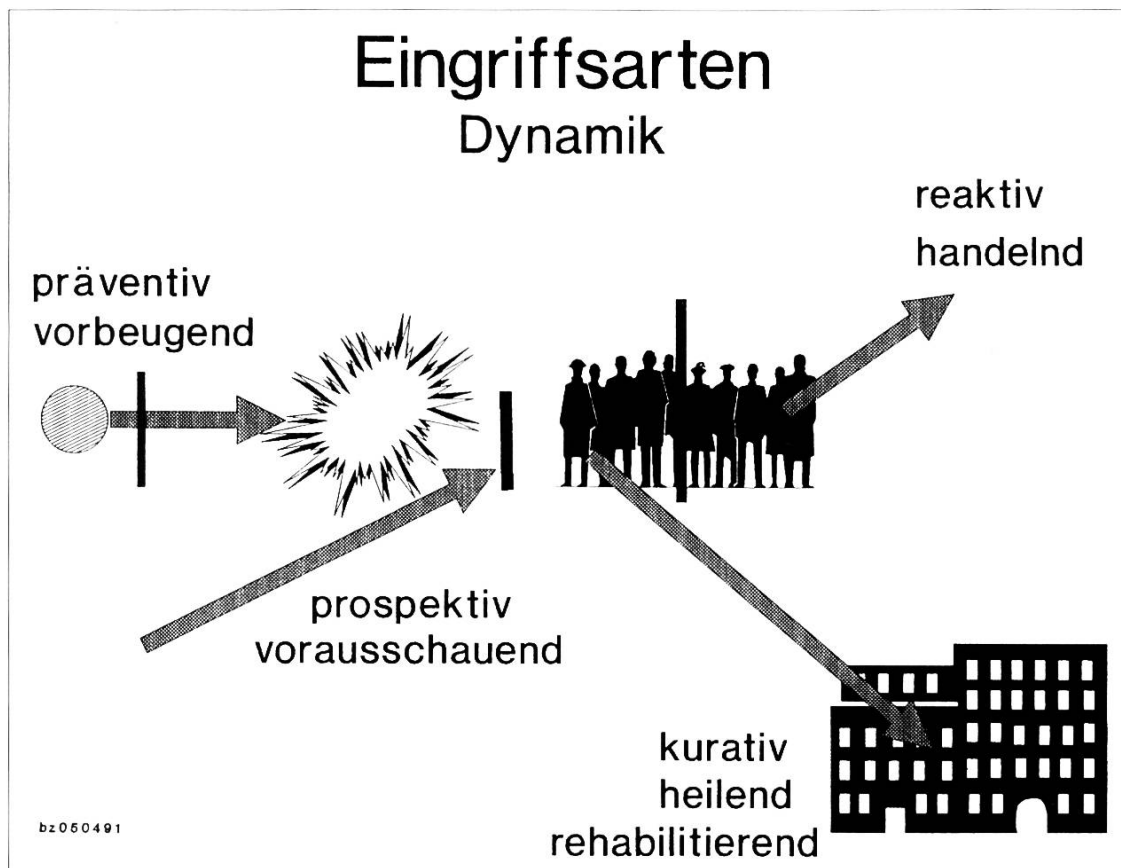 Eingriffsarten
Dynamik
reaktiv
handelnd
präventiv
vorbeugend
prospektiv
vorausschauend
kurativ
heilend
rehabilitierend
bz050491